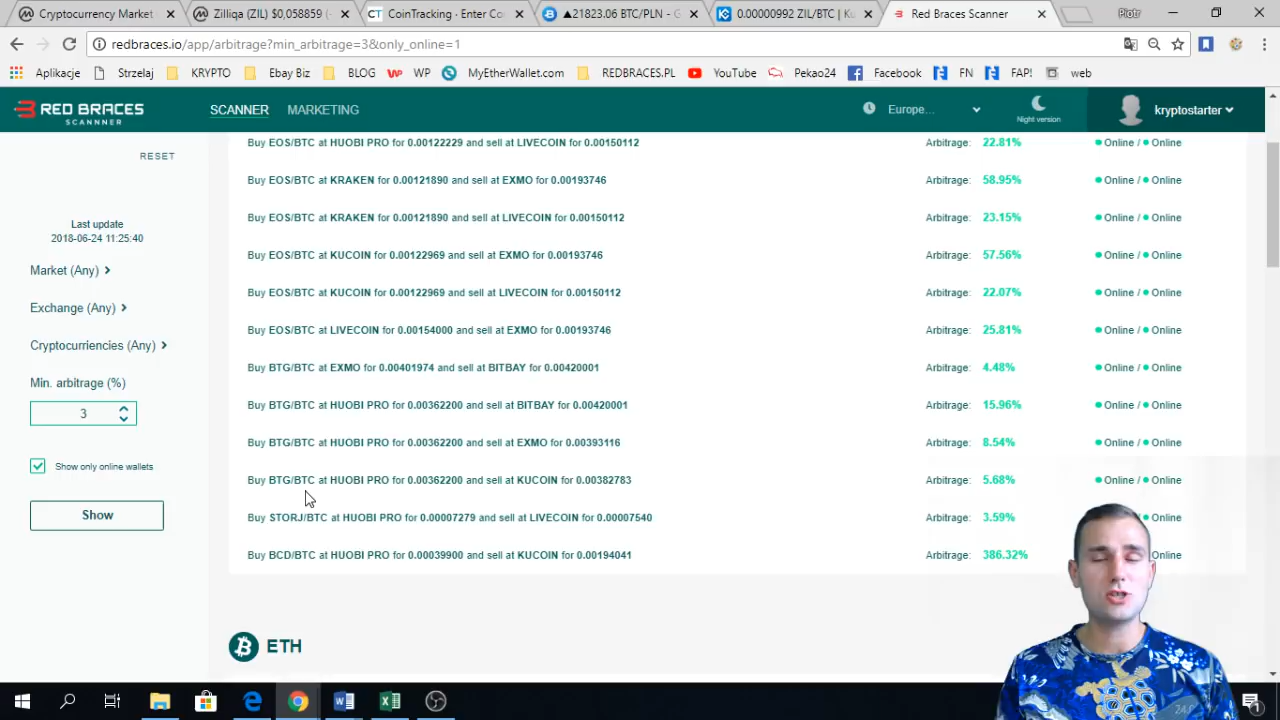 Cryptocurrency Market
Zilliqa (ZIL) $0,058859
CoinTracking - Enter Co
▲21823.06 BTC/PLN - G
0.00000992 ZIL/BTC | Ku
Red Braces Scanner
Piotr
redbraces.io/app/arbitrage?min_arbitrage=3&only_online=1
Aplikacje
Strzelaj
KRYPTO
Ebay Biz
BLOG
WP
MyEtherWallet.com
REDBRACES.PL
YouTube
Pekao24
Facebook
FN
FAP!
web
RED BRACES
SCANNNER
SCANNER
MARKETING
Europe...
Night version
kryptostarter
RESET
Last update
2018-06-24 11:25:40
Market (Any)
Exchange (Any)
Cryptocurrencies (Any)
Min. arbitrage (%)
3
Show only online wallets
Show
Buy EOS/BTC at HUOBI PRO for 0.00122229 and sell at LIVECOIN for 0.00150112 Arbitrage: 22.81% Online / Online
Buy EOS/BTC at KRAKEN for 0.00121890 and sell at EXMO for 0.00193746 Arbitrage: 58.95% Online / Online
Buy EOS/BTC at KRAKEN for 0.00121890 and sell at LIVECOIN for 0.00150112 Arbitrage: 23.15% Online / Online
Buy EOS/BTC at KUCOIN for 0.00122969 and sell at EXMO for 0.00193746 Arbitrage: 57.56% Online / Online
Buy EOS/BTC at KUCOIN for 0.00122969 and sell at LIVECOIN for 0.00150112 Arbitrage: 22.07% Online / Online
Buy EOS/BTC at LIVECOIN for 0.00154000 and sell at EXMO for 0.00193746 Arbitrage: 25.81% Online / Online
Buy BTG/BTC at EXMO for 0.00401974 and sell at BITBAY for 0.00420001 Arbitrage: 4.48% Online / Online
Buy BTG/BTC at HUOBI PRO for 0.00362200 and sell at BITBAY for 0.00420001 Arbitrage: 15.96% Online / Online
Buy BTG/BTC at HUOBI PRO for 0.00362200 and sell at EXMO for 0.00393116 Arbitrage: 8.54% Online / Online
Buy BTG/BTC at HUOBI PRO for 0.00362200 and sell at KUCOIN for 0.00382783 Arbitrage: 5.68% Online / Online
Buy STORJ/BTC at HUOBI PRO for 0.00007279 and sell at LIVECOIN for 0.00007540 Arbitrage: 3.59% Online
Buy BCD/BTC at HUOBI PRO for 0.00039900 and sell at KUCOIN for 0.00194041 Arbitrage: 386.32% Online
ETH